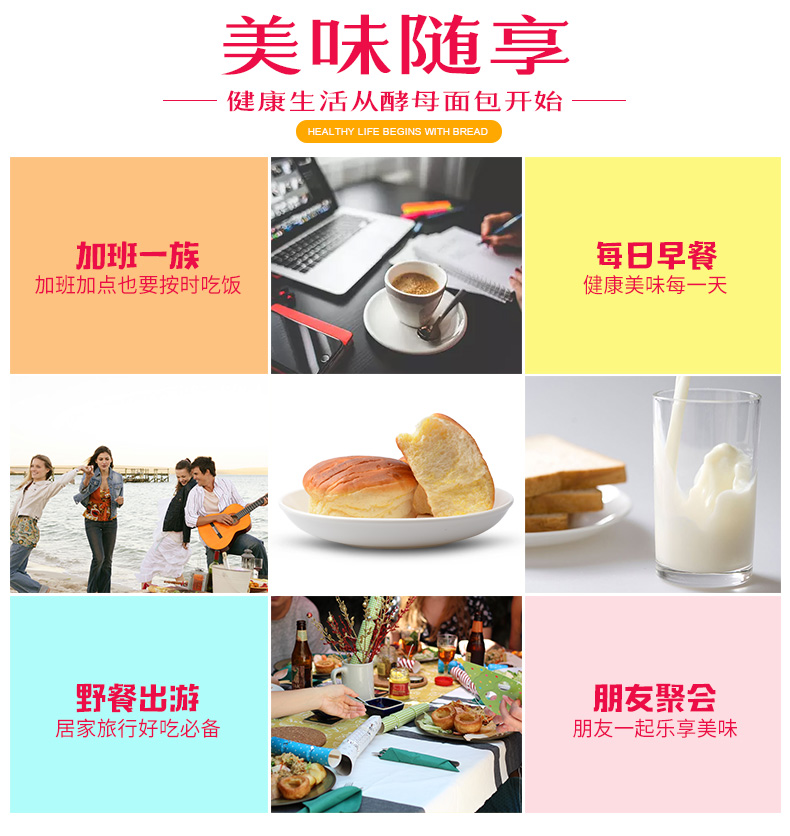 美味随享
健康生活从酵母面包开始
HEALTHY LIFE BEGINS WITH BREAD
加班一族
加班加点也要按时吃饭
每日早餐
健康美味每一天
野餐出游
居家旅行好吃必备
朋友聚会
朋友一起乐享美味